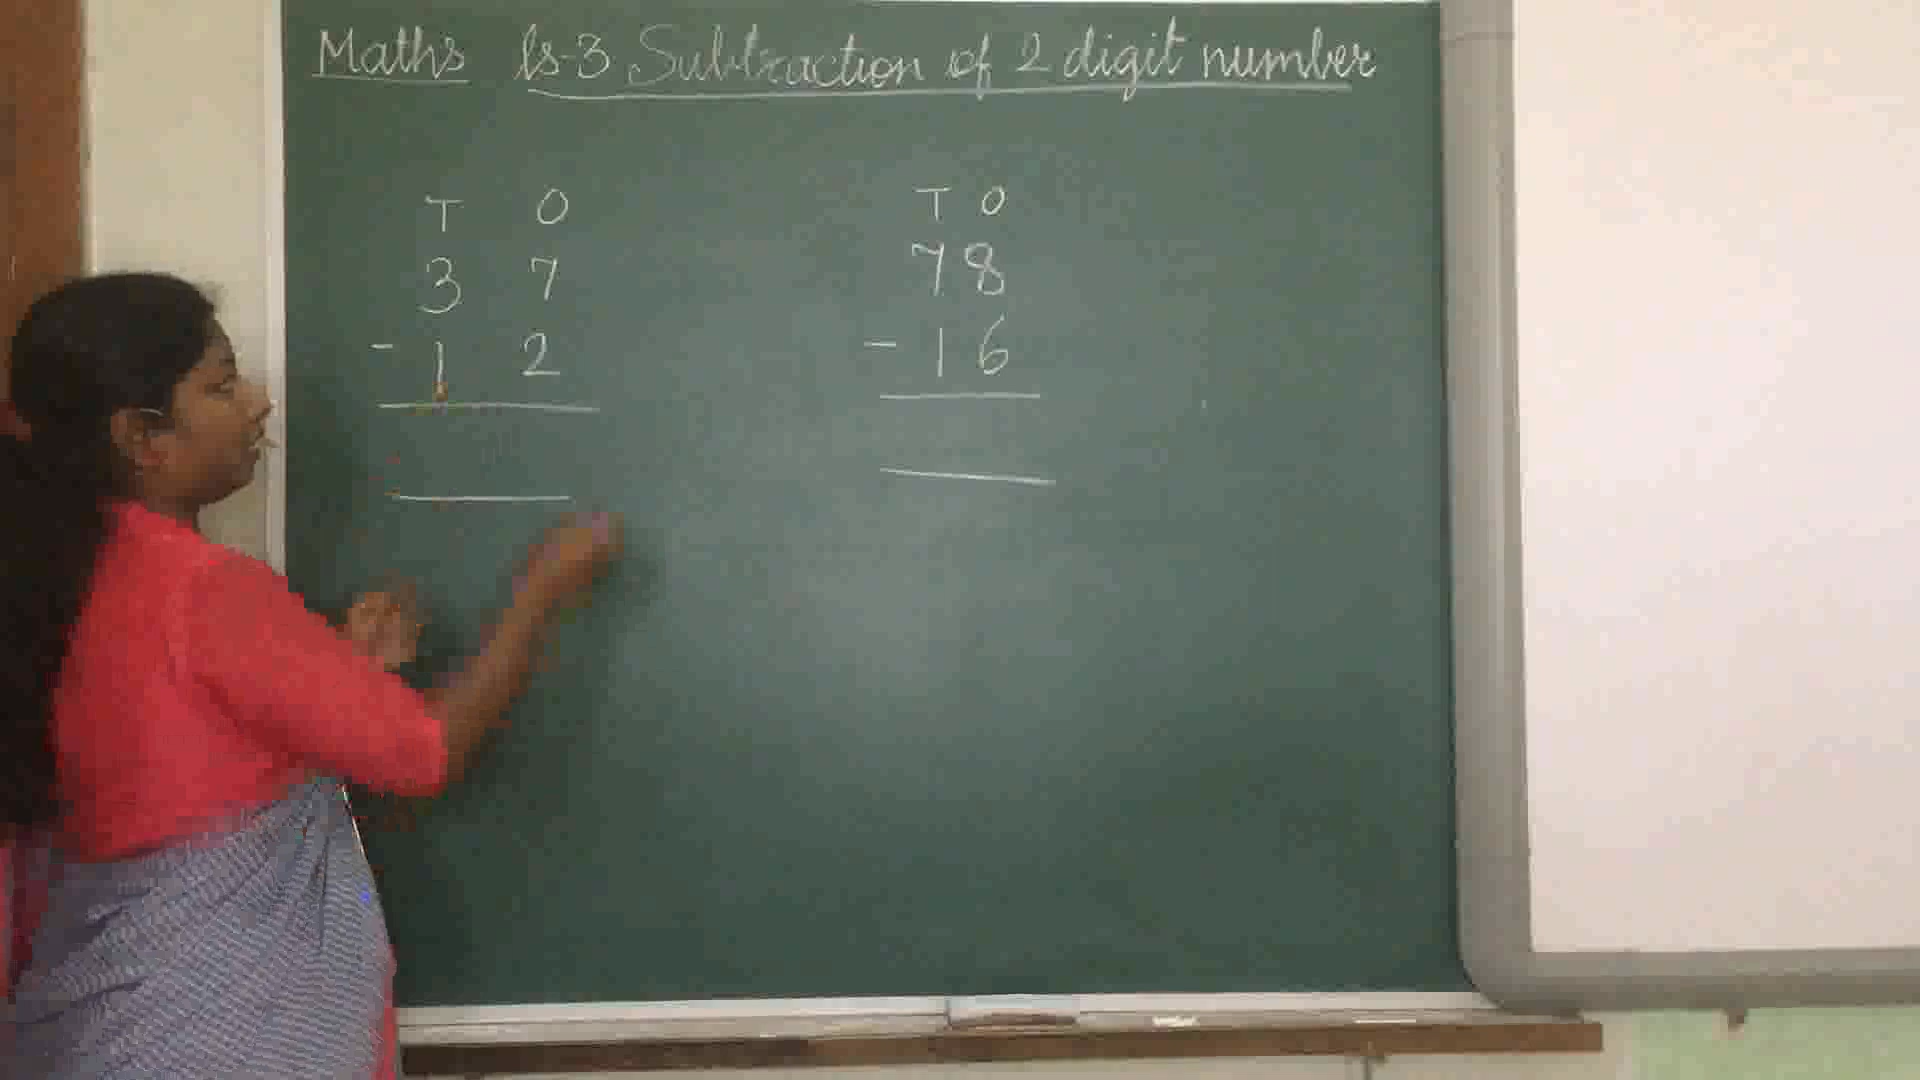 Maths ls-3 Subtraction of 2 digit number
T O
3 7
- 1 2
T O
7 8
- 1 6